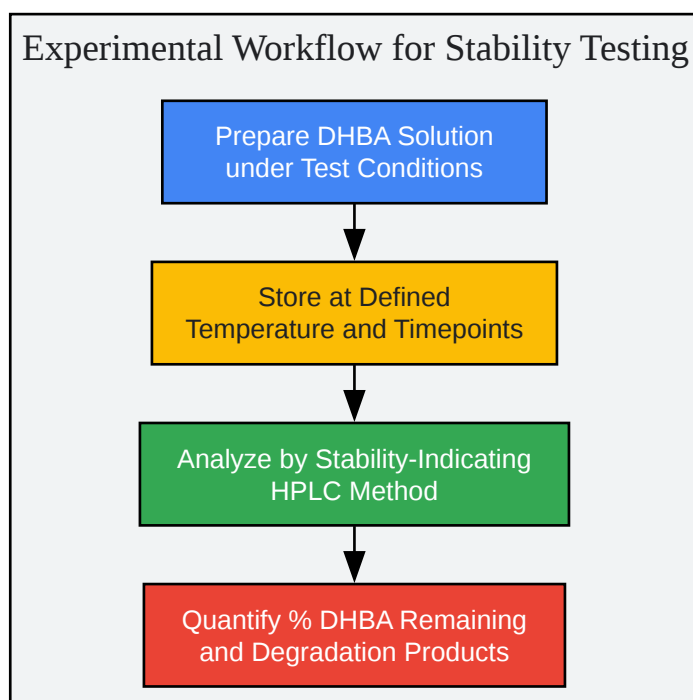 Experimental Workflow for Stability Testing
Prepare DHBA Solution
under Test Conditions
Store at Defined
Temperature and Timepoints
Analyze by Stability-Indicating
HPLC Method
Quantify % DHBA Remaining
and Degradation Products